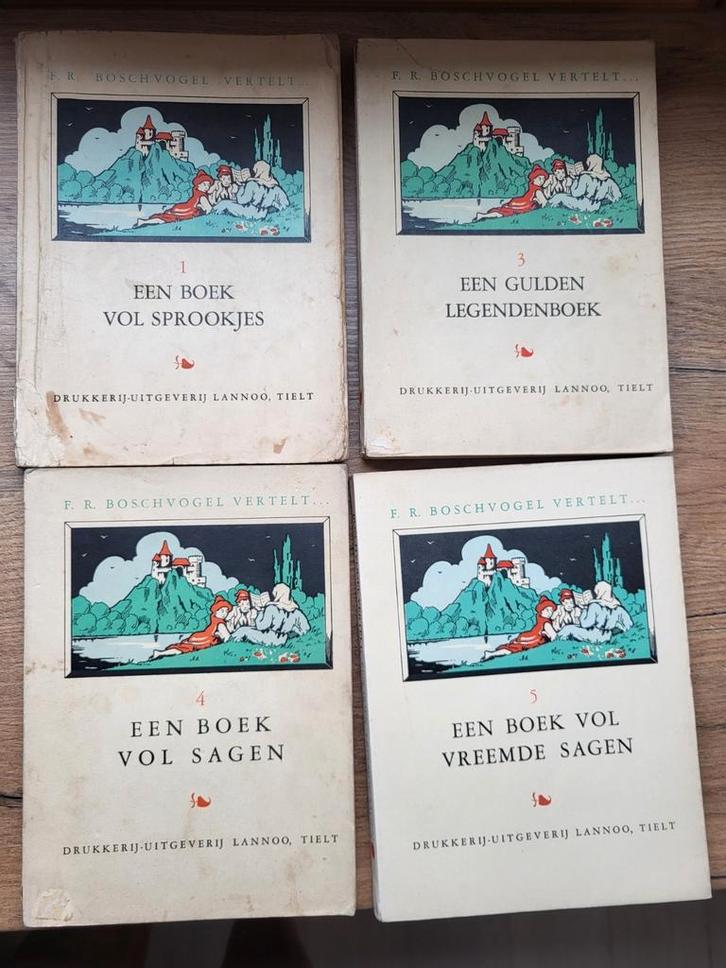 F. R. BOSCHVOGEL VERTELT...
1
EEN BOEK
VOL SPROOKJES
DRUKKERIJ-UITGEVERIJ LANNOO, TIELT
F. R. BOSCHVOGEL VERTELT...
3
EEN GULDEN
LEGENDENBOEK
DRUKKERIJ-UITGEVERIJ LANNOO, TIELT
F. R. BOSCHVOGEL VERTELT...
4
EEN BOEK
VOL SAGEN
DRUKKERIJ-UITGEVERIJ LANNOO, TIELT
F. R. BOSCHVOGEL VERTELT...
5
EEN BOEK VOL
VREEMDE SAGEN
DRUKKERIJ-UITGEVERIJ LANNOO, TIELT